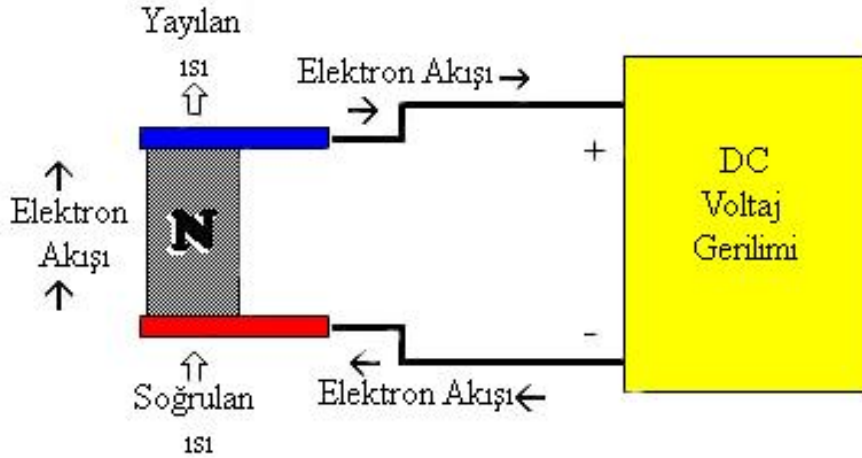 Yayılan
ısı
Elektron Akışı
+
DC
Voltaj
Gerilimi
Elektron
Akışı
N
-
Soğrulan
ısı
Elektron Akışı